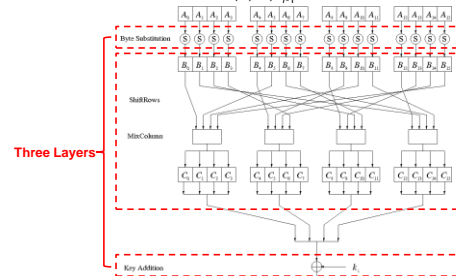 A₀ A₁ A₂ A₃ A₄ A₅ A₆ A₇ A₈ A₉ A₁₀ A₁₁ A₁₂ A₁₃ A₁₄ A₁₅
Byte Substitution S S S S S S S S S S S S S S S S
B₀ B₁ B₂ B₃ B₄ B₅ B₆ B₇ B₈ B₉ B₁₀ B₁₁ B₁₂ B₁₃ B₁₄ B₁₅
ShiftRows
MixColumn
Three Layers
C₀ C₁ C₂ C₃ C₄ C₅ C₆ C₇ C₈ C₉ C₁₀ C₁₁ C₁₂ C₁₃ C₁₄ C₁₅
Key Addition